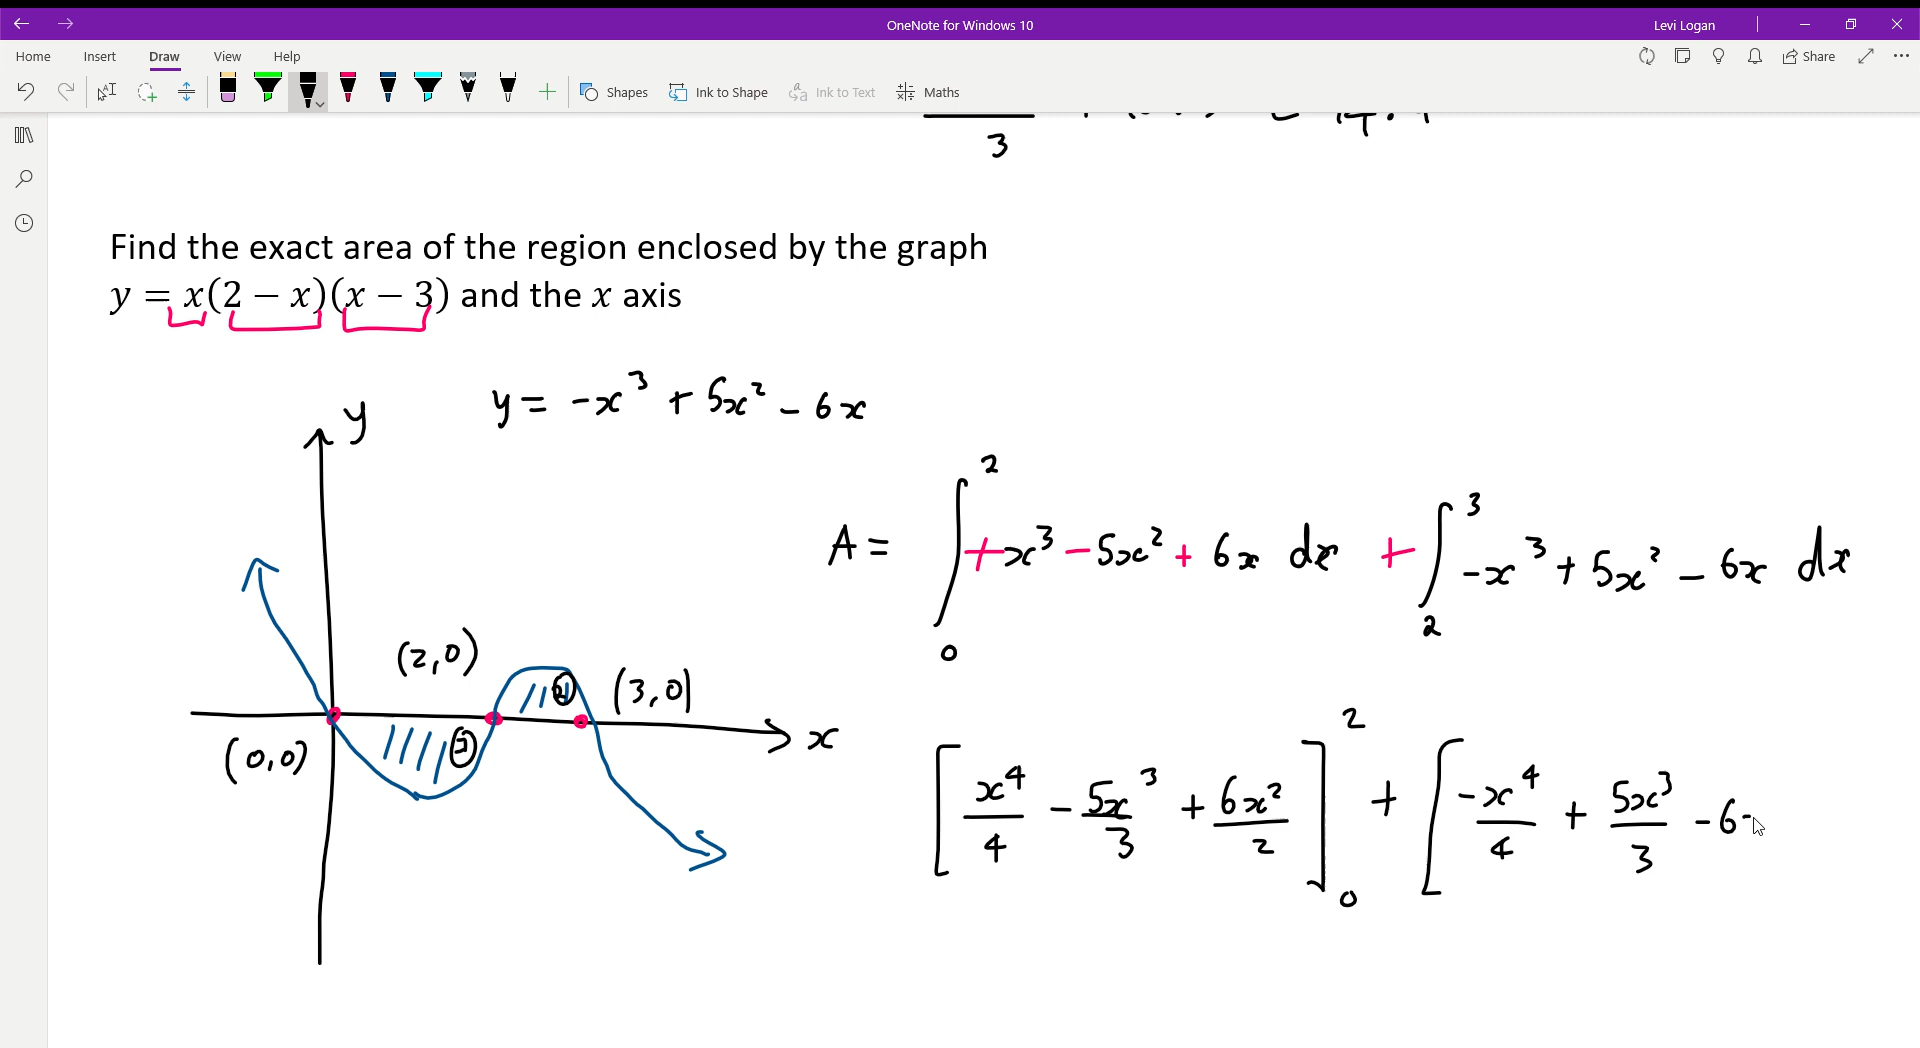 OneNote for Windows 10
Levi Logan
Home Insert Draw View Help
Share
Shapes Ink to Shape Ink to Text Maths
3
Find the exact area of the region enclosed by the graph
y = x(2 − x)(x − 3) and the x axis
y = -x³ + 5x² - 6x
y
A = ∫₀² +x³ - 5x² + 6x dx + ∫₂³ -x³ + 5x² - 6x dx
(2,0)
(3,0)
(0,0)
x
[x⁴/4 - 5x³/3 + 6x²/2]₀² + [-x⁴/4 + 5x³/3 - 6